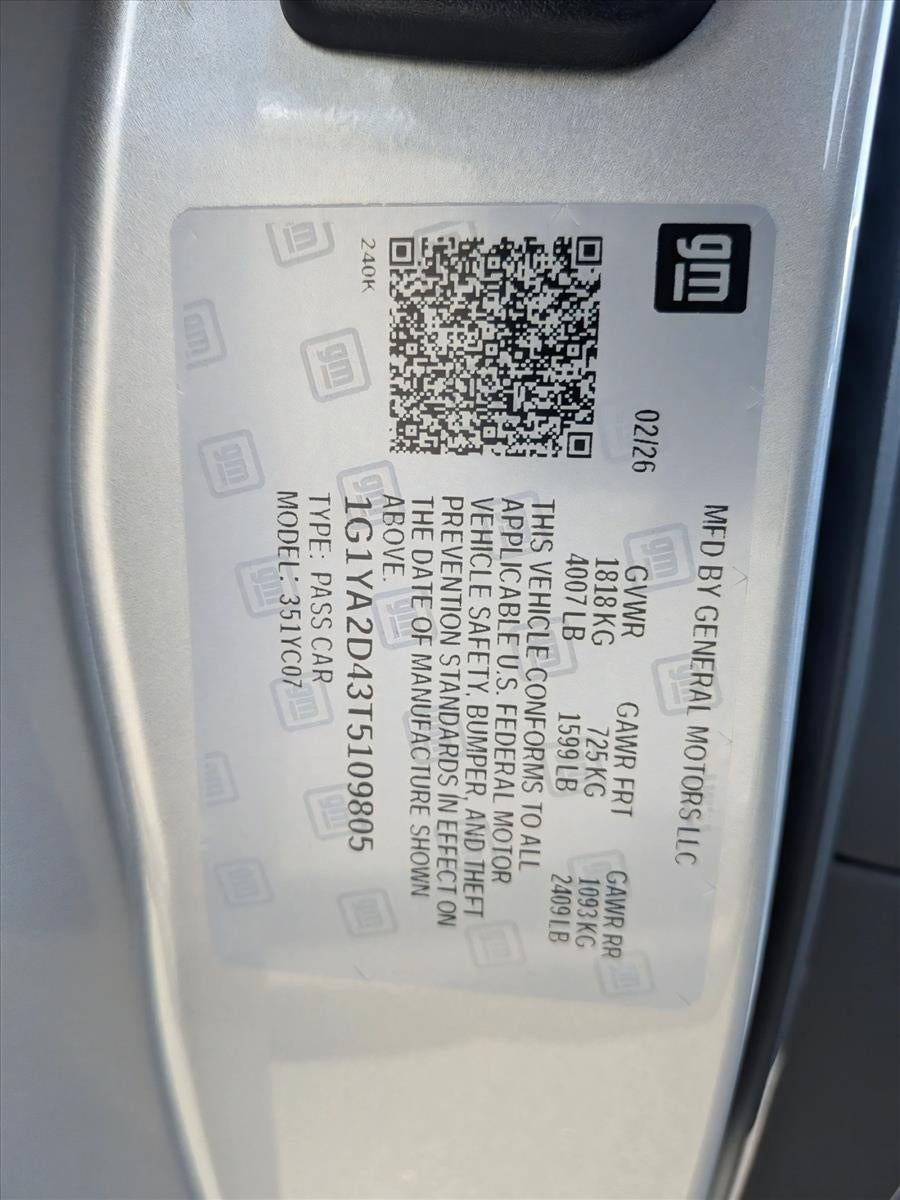 gm
MFD BY GENERAL MOTORS LLC
02/26
GVWR GAWR FRT GAWR RR
1818KG 725KG 1093KG
4007LB 1599LB 2409LB
THIS VEHICLE CONFORMS TO ALL
APPLICABLE U.S. FEDERAL MOTOR
VEHICLE SAFETY, BUMPER, AND THEFT
PREVENTION STANDARDS IN EFFECT ON
THE DATE OF MANUFACTURE SHOWN
ABOVE.
1G1YA2D43T5109805
TYPE: PASS CAR
MODEL: 351YC07
240K